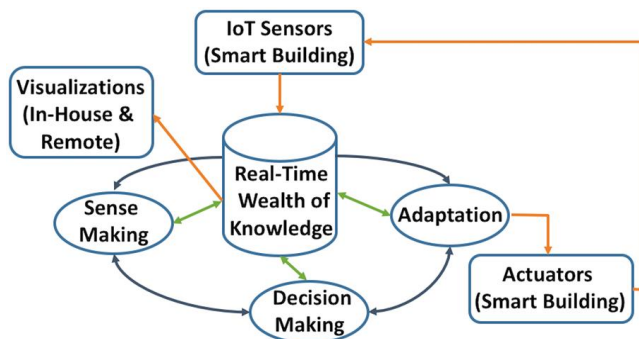 IoT Sensors
(Smart Building)
Visualizations
(In-House &
Remote)
Real-Time
Wealth of
Knowledge
Sense
Making
Adaptation
Decision
Making
Actuators
(Smart Building)